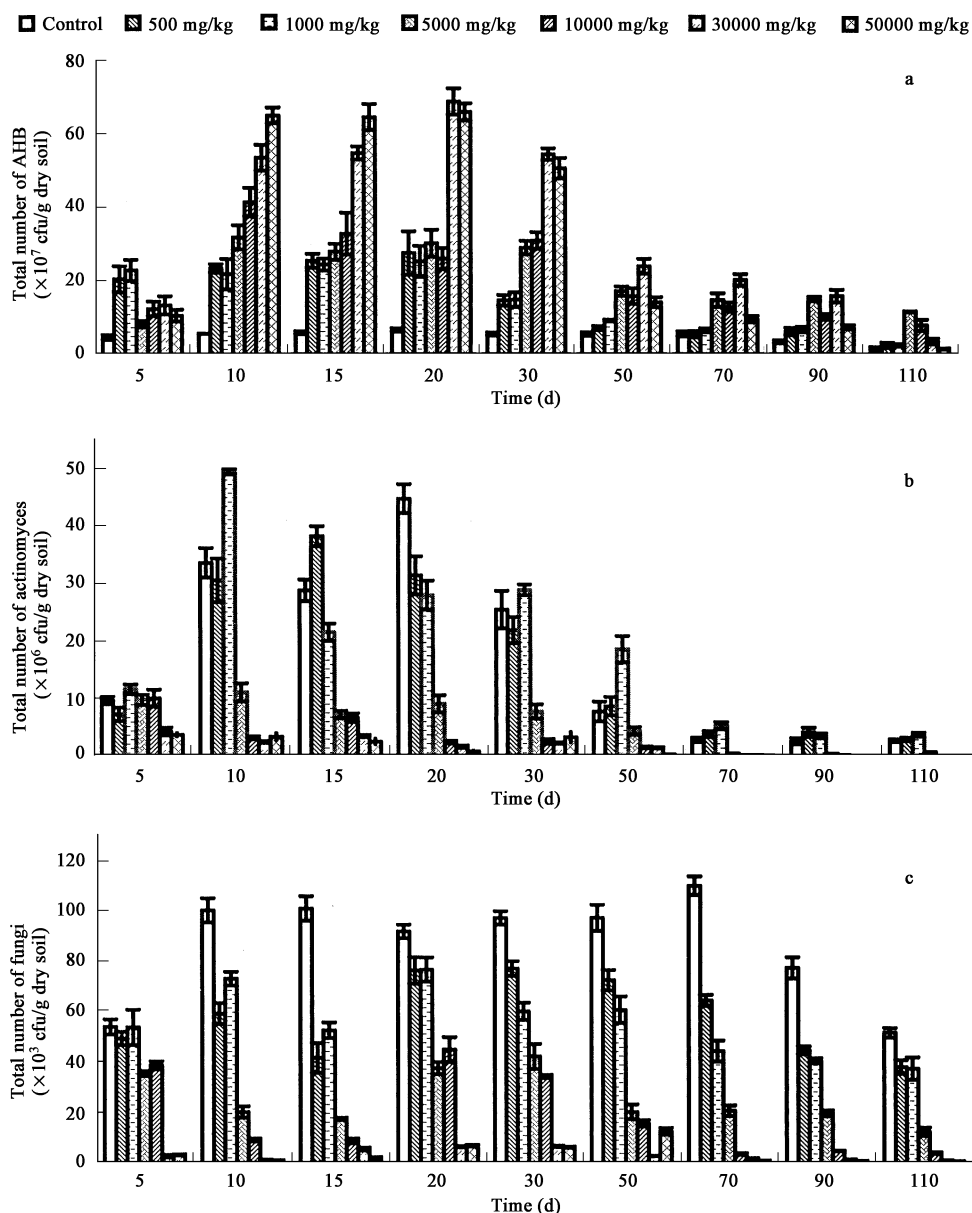 Control 500 mg/kg 1000 mg/kg 5000 mg/kg 10000 mg/kg 30000 mg/kg 50000 mg/kg
a
80
60
40
20
0
Total number of AHB
(×10⁷ cfu/g dry soil)
5 10 15 20 30 50 70 90 110
Time (d)
b
50
40
30
20
10
0
Total number of actinomyces
(×10⁶ cfu/g dry soil)
5 10 15 20 30 50 70 90 110
Time (d)
c
120
100
80
60
40
20
0
Total number of fungi
(×10³ cfu/g dry soil)
5 10 15 20 30 50 70 90 110
Time (d)